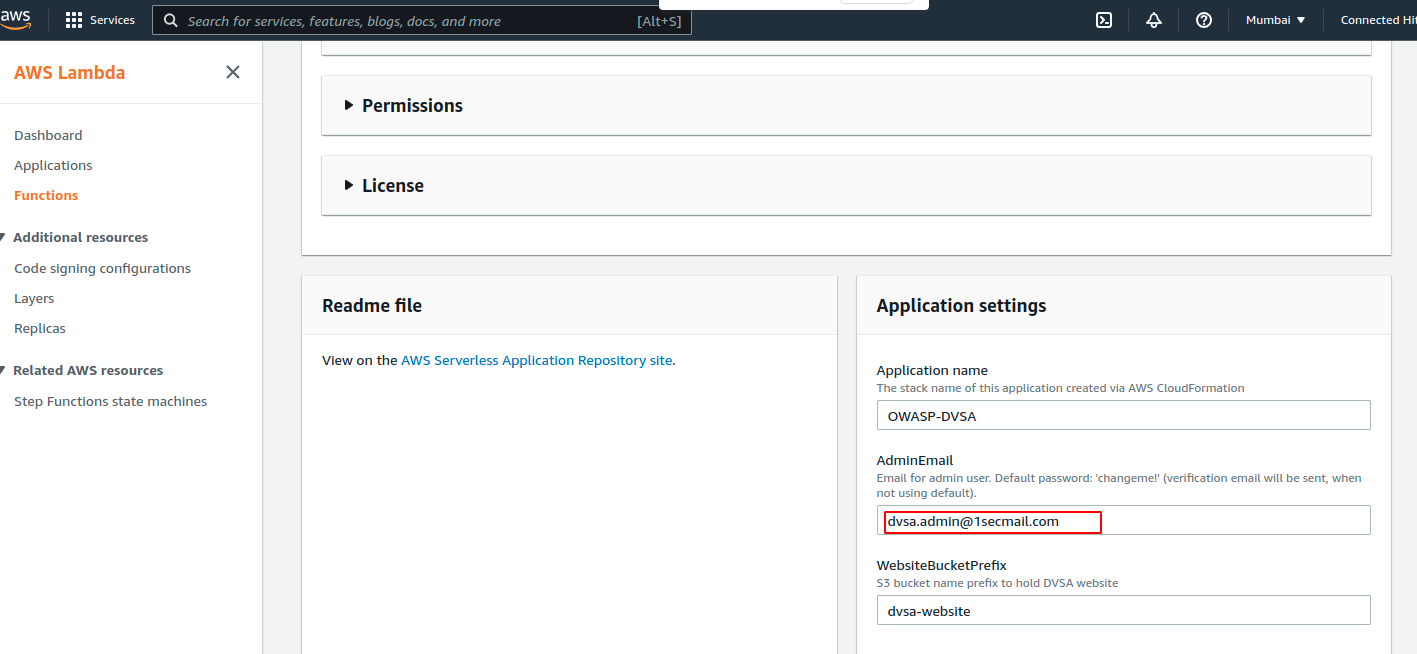 aws
Services
Search for services, features, blogs, docs, and more
[Alt+S]
Mumbai
Connected Hit
AWS Lambda
Dashboard
Applications
Functions
Additional resources
Code signing configurations
Layers
Replicas
Related AWS resources
Step Functions state machines
Permissions
License
Readme file
View on the AWS Serverless Application Repository site.
Application settings
Application name
The stack name of this application created via AWS CloudFormation
OWASP-DVSA
AdminEmail
Email for admin user. Default password: 'changeme!' (verification email will be sent, when
not using default).
dvsa.admin@1secmail.com
WebsiteBucketPrefix
S3 bucket name prefix to hold DVSA website
dvsa-website